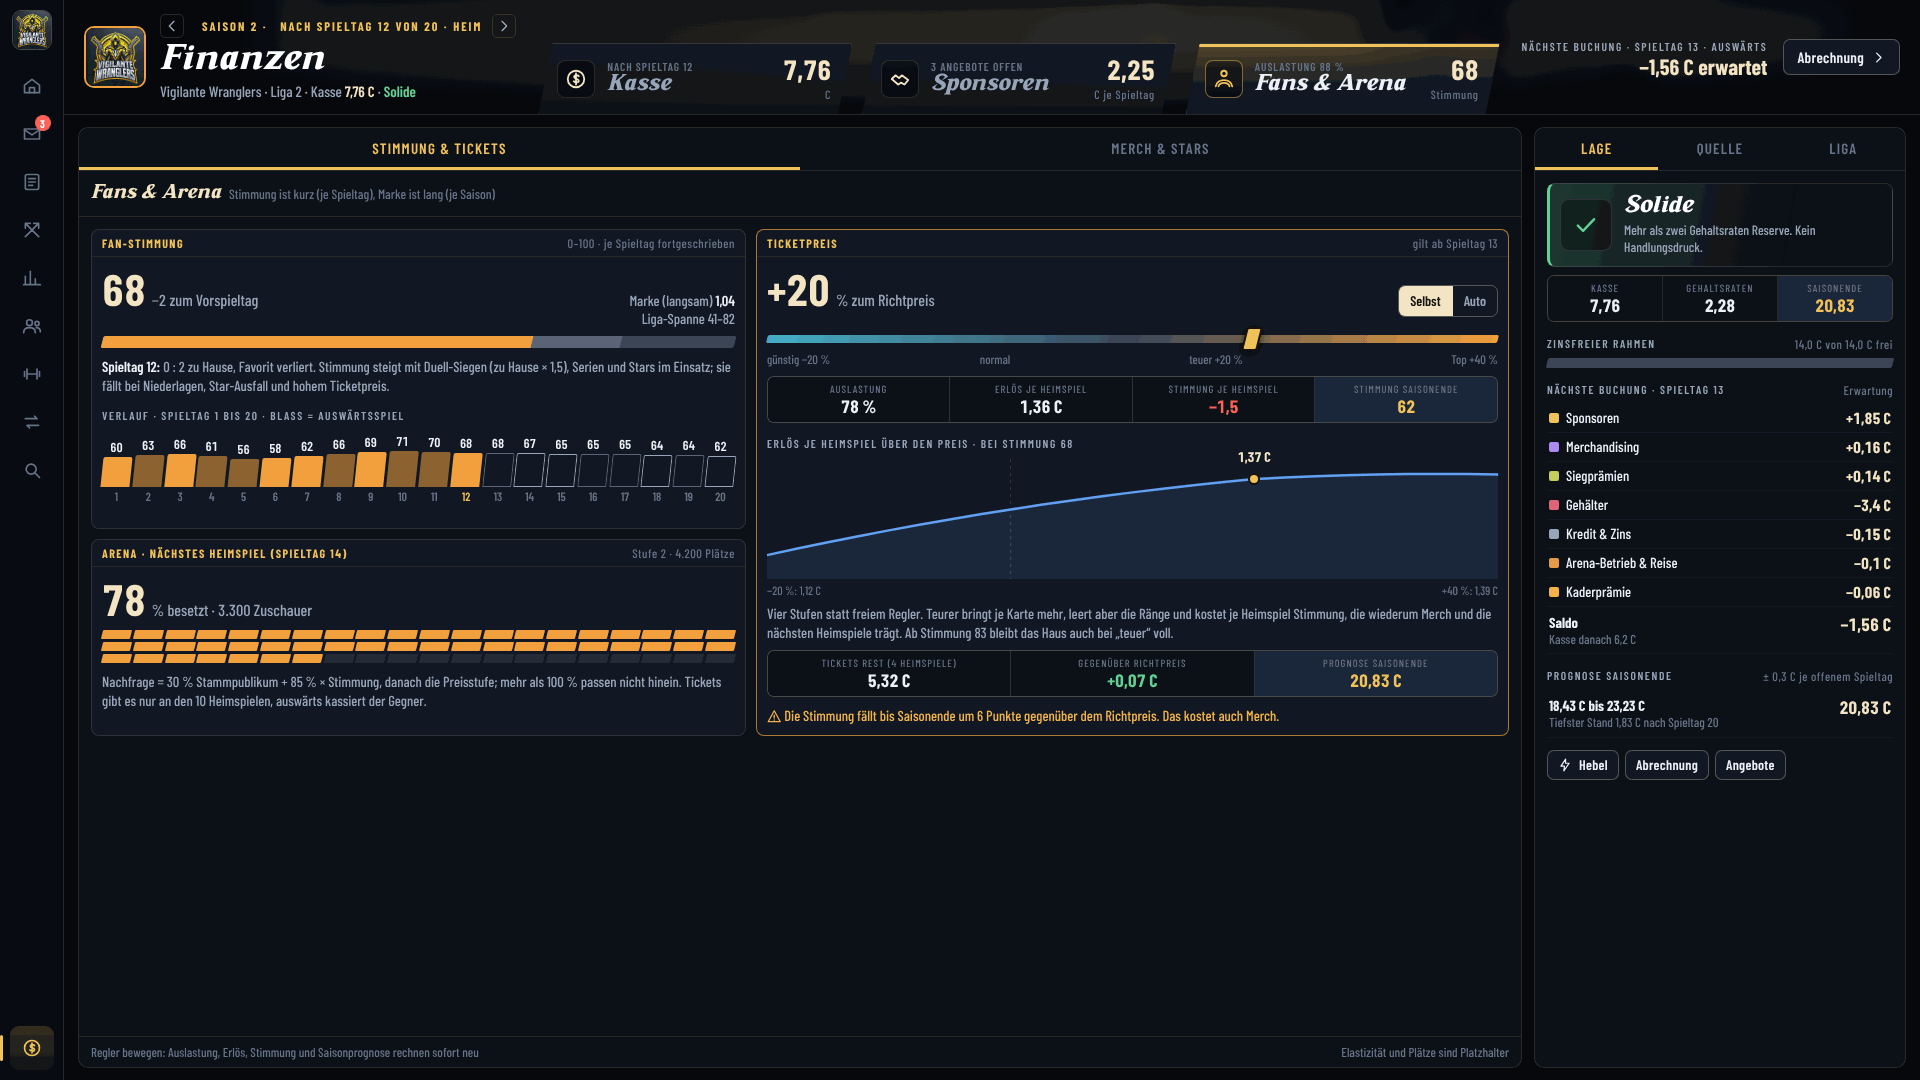 VIGILANTE WRANGLERS
SAISON 2 · NACH SPIELTAG 12 VON 20 · HEIM
Finanzen
Vigilante Wranglers · Liga 2 · Kasse 7,76 C · Solide
NACH SPIELTAG 12
Kasse
7,76
C
3 ANGEBOTE OFFEN
Sponsoren
2,25
C je Spieltag
AUSLASTUNG 88 %
Fans & Arena
68
Stimmung
NÄCHSTE BUCHUNG · SPIELTAG 13 · AUSWÄRTS
−1,56 C erwartet
Abrechnung
3
STIMMUNG & TICKETS
MERCH & STARS
Fans & Arena Stimmung ist kurz (je Spieltag), Marke ist lang (je Saison)
FAN-STIMMUNG
0–100 · je Spieltag fortgeschrieben
68 −2 zum Vorspieltag
Marke (langsam) 1,04
Liga-Spanne 41–82
Spieltag 12: 0 : 2 zu Hause, Favorit verliert. Stimmung steigt mit Duell-Siegen (zu Hause × 1,5), Serien und Stars im Einsatz; sie
fällt bei Niederlagen, Star-Ausfall und hohem Ticketpreis.
VERLAUF · SPIELTAG 1 BIS 20 · BLASS = AUSWÄRTSSPIEL
60 63 66 61 56 58 62 66 69 71 70 68 68 67 65 65 65 64 64 62
1 2 3 4 5 6 7 8 9 10 11 12 13 14 15 16 17 18 19 20
ARENA · NÄCHSTES HEIMSPIEL (SPIELTAG 14)
Stufe 2 · 4.200 Plätze
78 % besetzt · 3.300 Zuschauer
Nachfrage = 30 % Stammpublikum + 85 % × Stimmung, danach die Preisstufe; mehr als 100 % passen nicht hinein. Tickets
gibt es nur an den 10 Heimspielen, auswärts kassiert der Gegner.
TICKETPREIS
gilt ab Spieltag 13
+20 % zum Richtpreis
Selbst
Auto
günstig −20 %
normal
teuer +20 %
Top +40 %
AUSLASTUNG
78 %
ERLÖS JE HEIMSPIEL
1,36 C
STIMMUNG JE HEIMSPIEL
−1,5
STIMMUNG SAISONENDE
62
ERLÖS JE HEIMSPIEL ÜBER DEN PREIS · BEI STIMMUNG 68
1,37 C
−20 %: 1,12 C
+40 %: 1,39 C
Vier Stufen statt freiem Regler. Teurer bringt je Karte mehr, leert aber die Ränge und kostet je Heimspiel Stimmung, die wiederum Merch und die
nächsten Heimspiele trägt. Ab Stimmung 83 bleibt das Haus auch bei „teuer“ voll.
TICKETS REST (4 HEIMSPIELE)
5,32 C
GEGENÜBER RICHTPREIS
+0,07 C
PROGNOSE SAISONENDE
20,83 C
Die Stimmung fällt bis Saisonende um 6 Punkte gegenüber dem Richtpreis. Das kostet auch Merch.
Regler bewegen: Auslastung, Erlös, Stimmung und Saisonprognose rechnen sofort neu
Elastizität und Plätze sind Platzhalter
LAGE
QUELLE
LIGA
Solide
Mehr als zwei Gehaltsraten Reserve. Kein
Handlungsdruck.
KASSE
7,76
GEHALTSRATEN
2,28
SAISONENDE
20,83
ZINSFREIER RAHMEN
14,0 C von 14,0 C frei
NÄCHSTE BUCHUNG · SPIELTAG 13
Erwartung
Sponsoren +1,85 C
Merchandising +0,16 C
Siegprämien +0,14 C
Gehälter −3,4 C
Kredit & Zins −0,15 C
Arena-Betrieb & Reise −0,1 C
Kaderprämie −0,06 C
Saldo −1,56 C
Kasse danach 6,2 C
PROGNOSE SAISONENDE
± 0,3 C je offenem Spieltag
18,43 C bis 23,23 C
20,83 C
Tiefster Stand 1,83 C nach Spieltag 20
Hebel
Abrechnung
Angebote